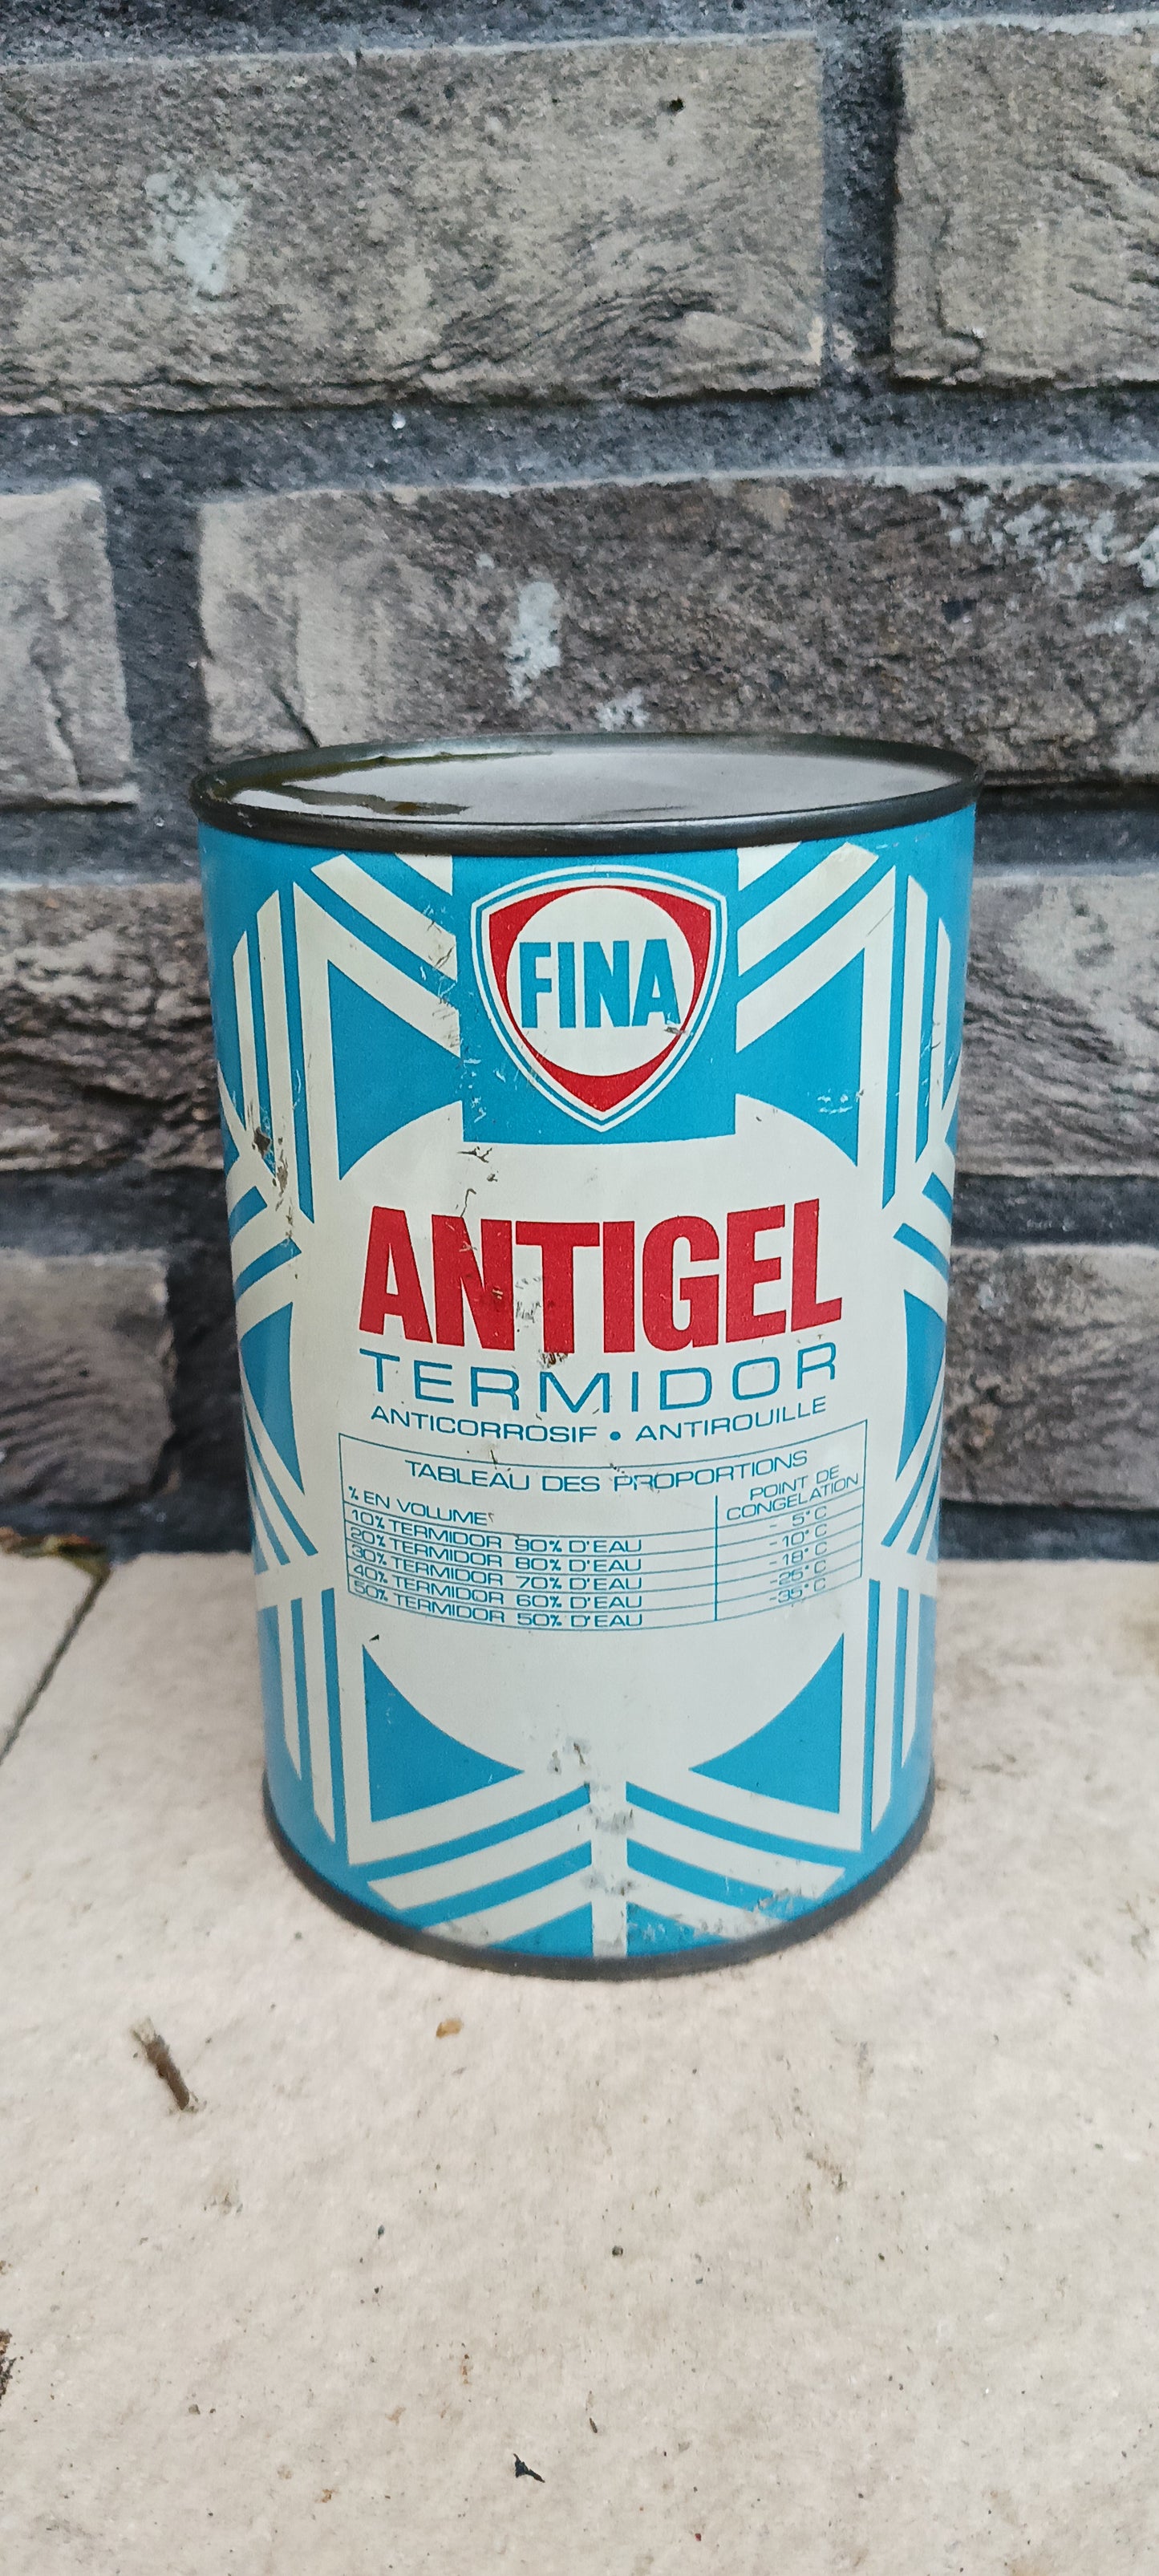 FINA
ANTIGEL
TERMIDOR
ANTICORROSIF • ANTIROUILLE
TABLEAU DES PROPORTIONS
% EN VOLUME POINT DE
CONGELATION
10% TERMIDOR 90% D'EAU - 5°C
20% TERMIDOR 80% D'EAU -10°C
30% TERMIDOR 70% D'EAU -18°C
40% TERMIDOR 60% D'EAU -26°C
50% TERMIDOR 50% D'EAU -35°C